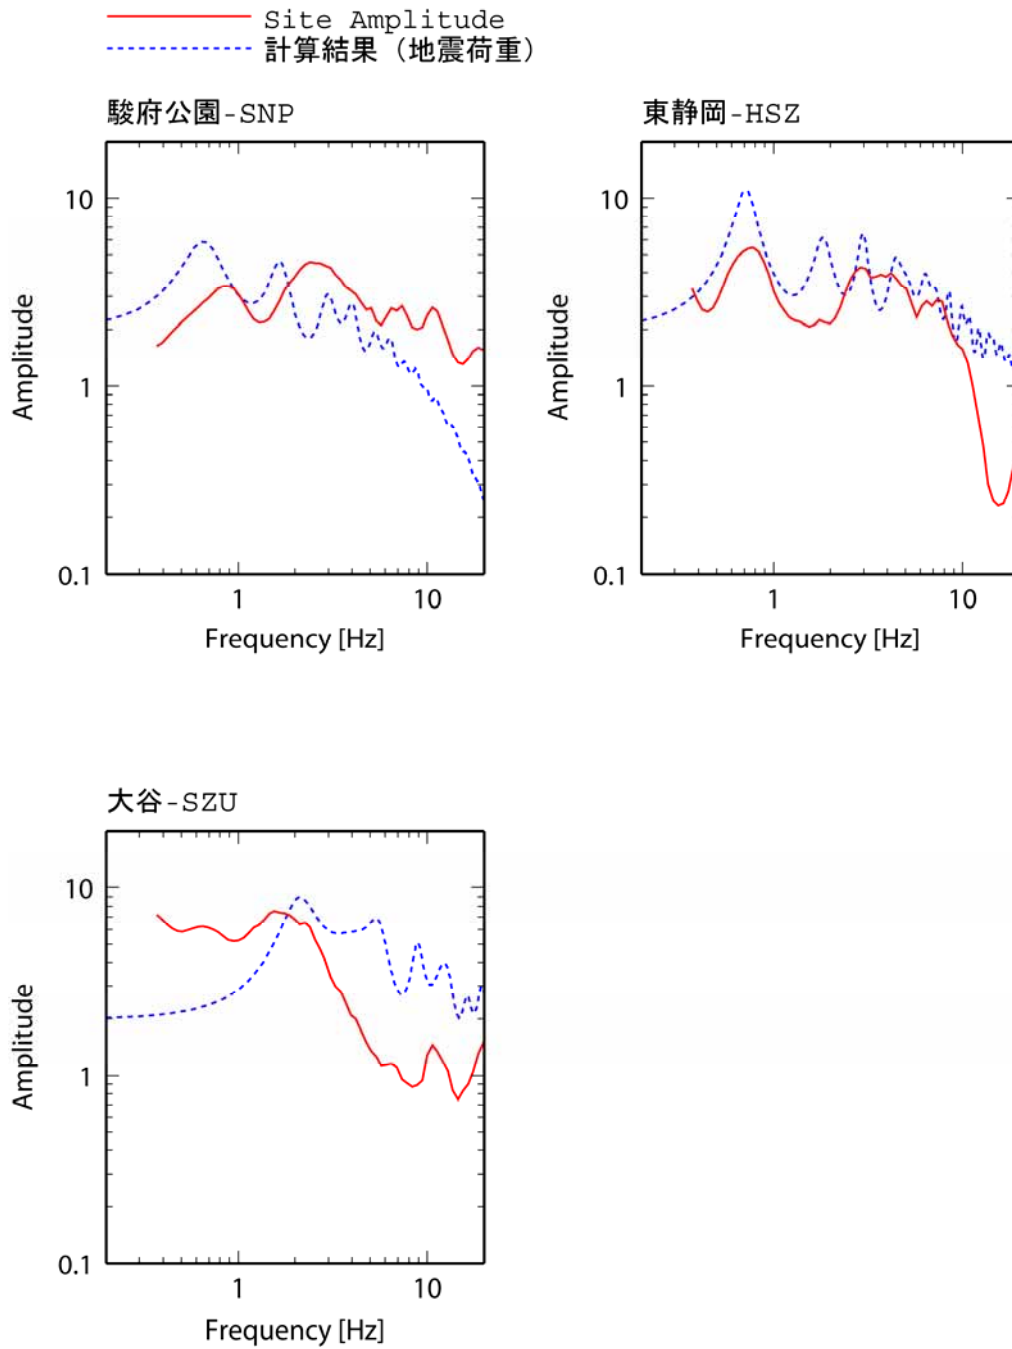 Site Amplitude
計算結果（地震荷重）
駿府公園-SNP
10
1
0.1
Amplitude
1 10
Frequency [Hz]
東静岡-HSZ
10
1
0.1
Amplitude
1 10
Frequency [Hz]
大谷-SZU
10
1
0.1
Amplitude
1 10
Frequency [Hz]